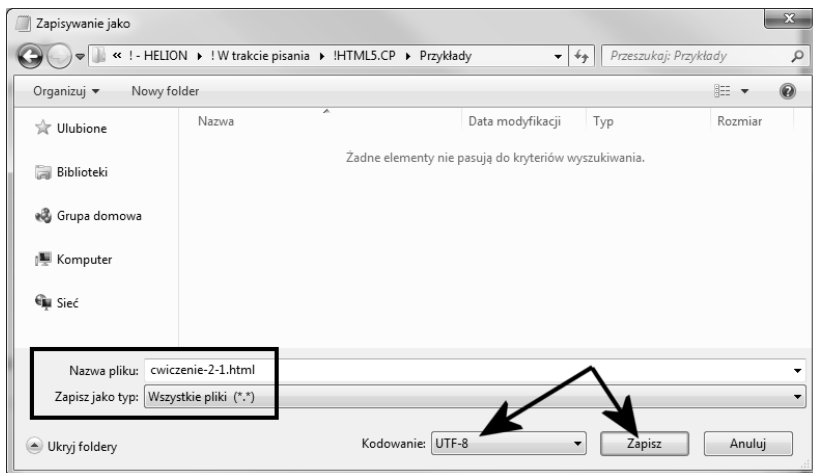 Zapisywanie jako
« ! - HELION ▸ ! W trakcie pisania ▸ !HTML5.CP ▸ Przykłady
Przeszukaj: Przykłady
Organizuj Nowy folder
Nazwa Data modyfikacji Typ Rozmiar
Żadne elementy nie pasują do kryteriów wyszukiwania.
Ulubione
Biblioteki
Grupa domowa
Komputer
Sieć
Nazwa pliku: cwiczenie-2-1.html
Zapisz jako typ: Wszystkie pliki (*.*)
Ukryj foldery Kodowanie: UTF-8 Zapisz Anuluj